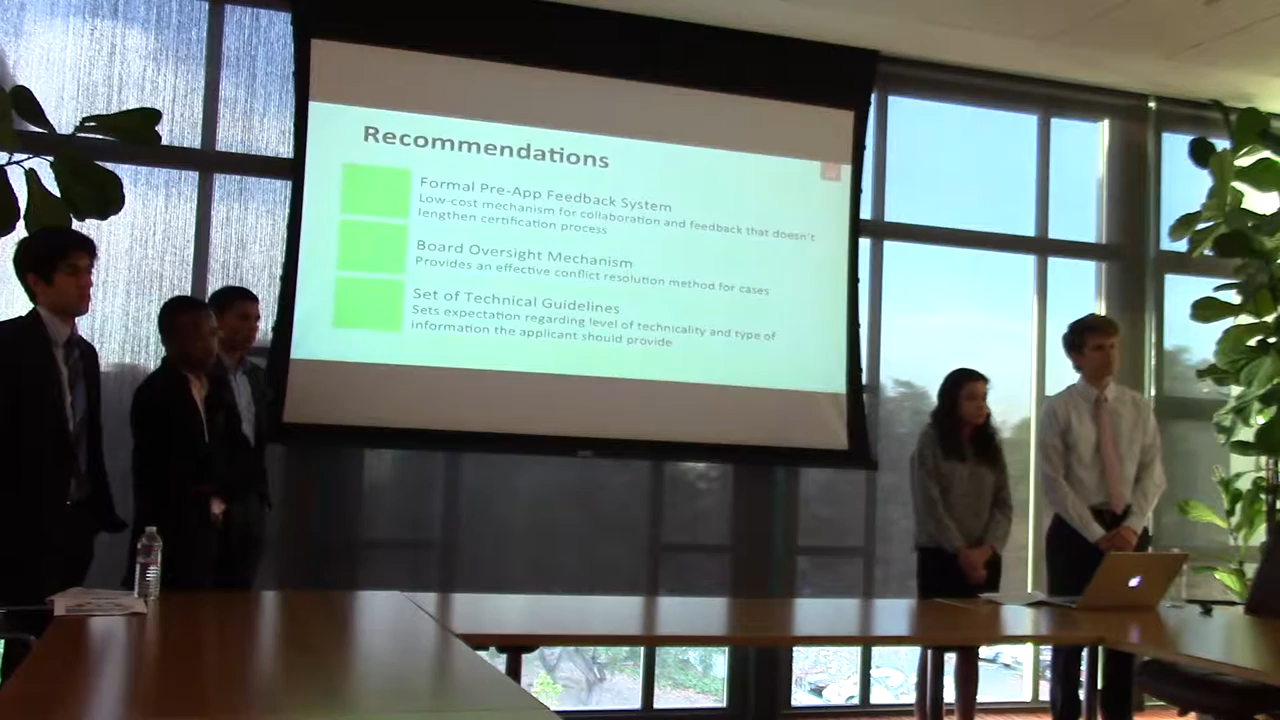 Recommendations
Formal Pre-App Feedback System
Low-cost mechanism for collaboration and feedback that doesn't
lengthen certification process
Board Oversight Mechanism
Provides an effective conflict resolution method for cases
Set of Technical Guidelines
Sets expectation regarding level of technicality and type of
information the applicant should provide